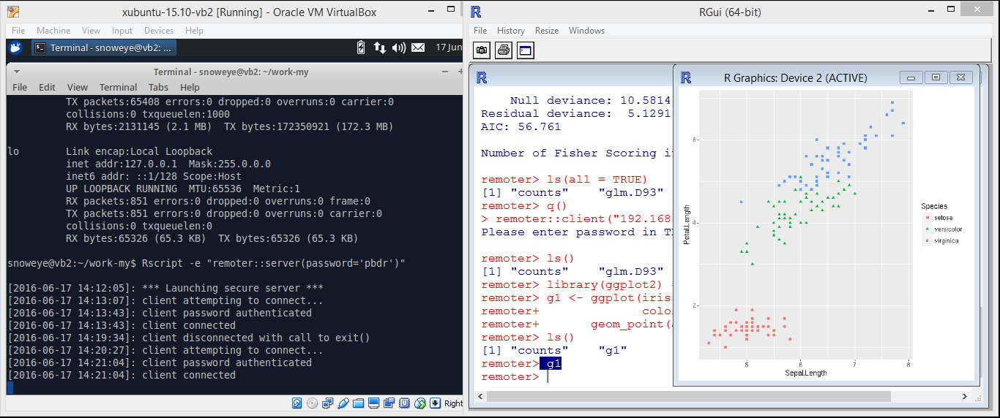 xubuntu-15.10-vb2 [Running] - Oracle VM VirtualBox
File Machine View Input Devices Help
Terminal - snoweye@vb2: ...
17 Jun
Terminal - snoweye@vb2: ~/work-my
File Edit View Terminal Tabs Help
TX packets:65408 errors:0 dropped:0 overruns:0 carrier:0
collisions:0 txqueuelen:1000
RX bytes:2131145 (2.1 MB) TX bytes:172350921 (172.3 MB)
lo Link encap:Local Loopback
inet addr:127.0.0.1 Mask:255.0.0.0
inet6 addr: ::1/128 Scope:Host
UP LOOPBACK RUNNING MTU:65536 Metric:1
RX packets:851 errors:0 dropped:0 overruns:0 frame:0
TX packets:851 errors:0 dropped:0 overruns:0 carrier:0
collisions:0 txqueuelen:0
RX bytes:65326 (65.3 KB) TX bytes:65326 (65.3 KB)
snoweye@vb2:~/work-my$ Rscript -e "remoter::server(password='pbdr')"
[2016-06-17 14:12:05]: *** Launching secure server ***
[2016-06-17 14:13:07]: client attempting to connect...
[2016-06-17 14:13:43]: client password authenticated
[2016-06-17 14:13:43]: client connected
[2016-06-17 14:19:34]: client disconnected with call to exit()
[2016-06-17 14:20:27]: client attempting to connect...
[2016-06-17 14:21:04]: client password authenticated
[2016-06-17 14:21:04]: client connected
Right
RGui (64-bit)
File History Resize Windows
Null deviance: 10.5814
Residual deviance: 5.1291
AIC: 56.761
Number of Fisher Scoring i
remoter> ls(all = TRUE)
[1] "counts" "glm.D93"
remoter> q()
> remoter::client("192.168
Please enter password in T
remoter> ls()
[1] "counts" "glm.D93"
remoter> library(ggplot2)
remoter> g1 <- ggplot(iris
remoter+ colo
remoter+ geom_point(
remoter> ls()
[1] "counts" "g1"
remoter> g1
remoter>
R Graphics: Device 2 (ACTIVE)
6
4
2
Petal.Length
5 6 7 8
Sepal.Length
Species
setosa
versicolor
virginica